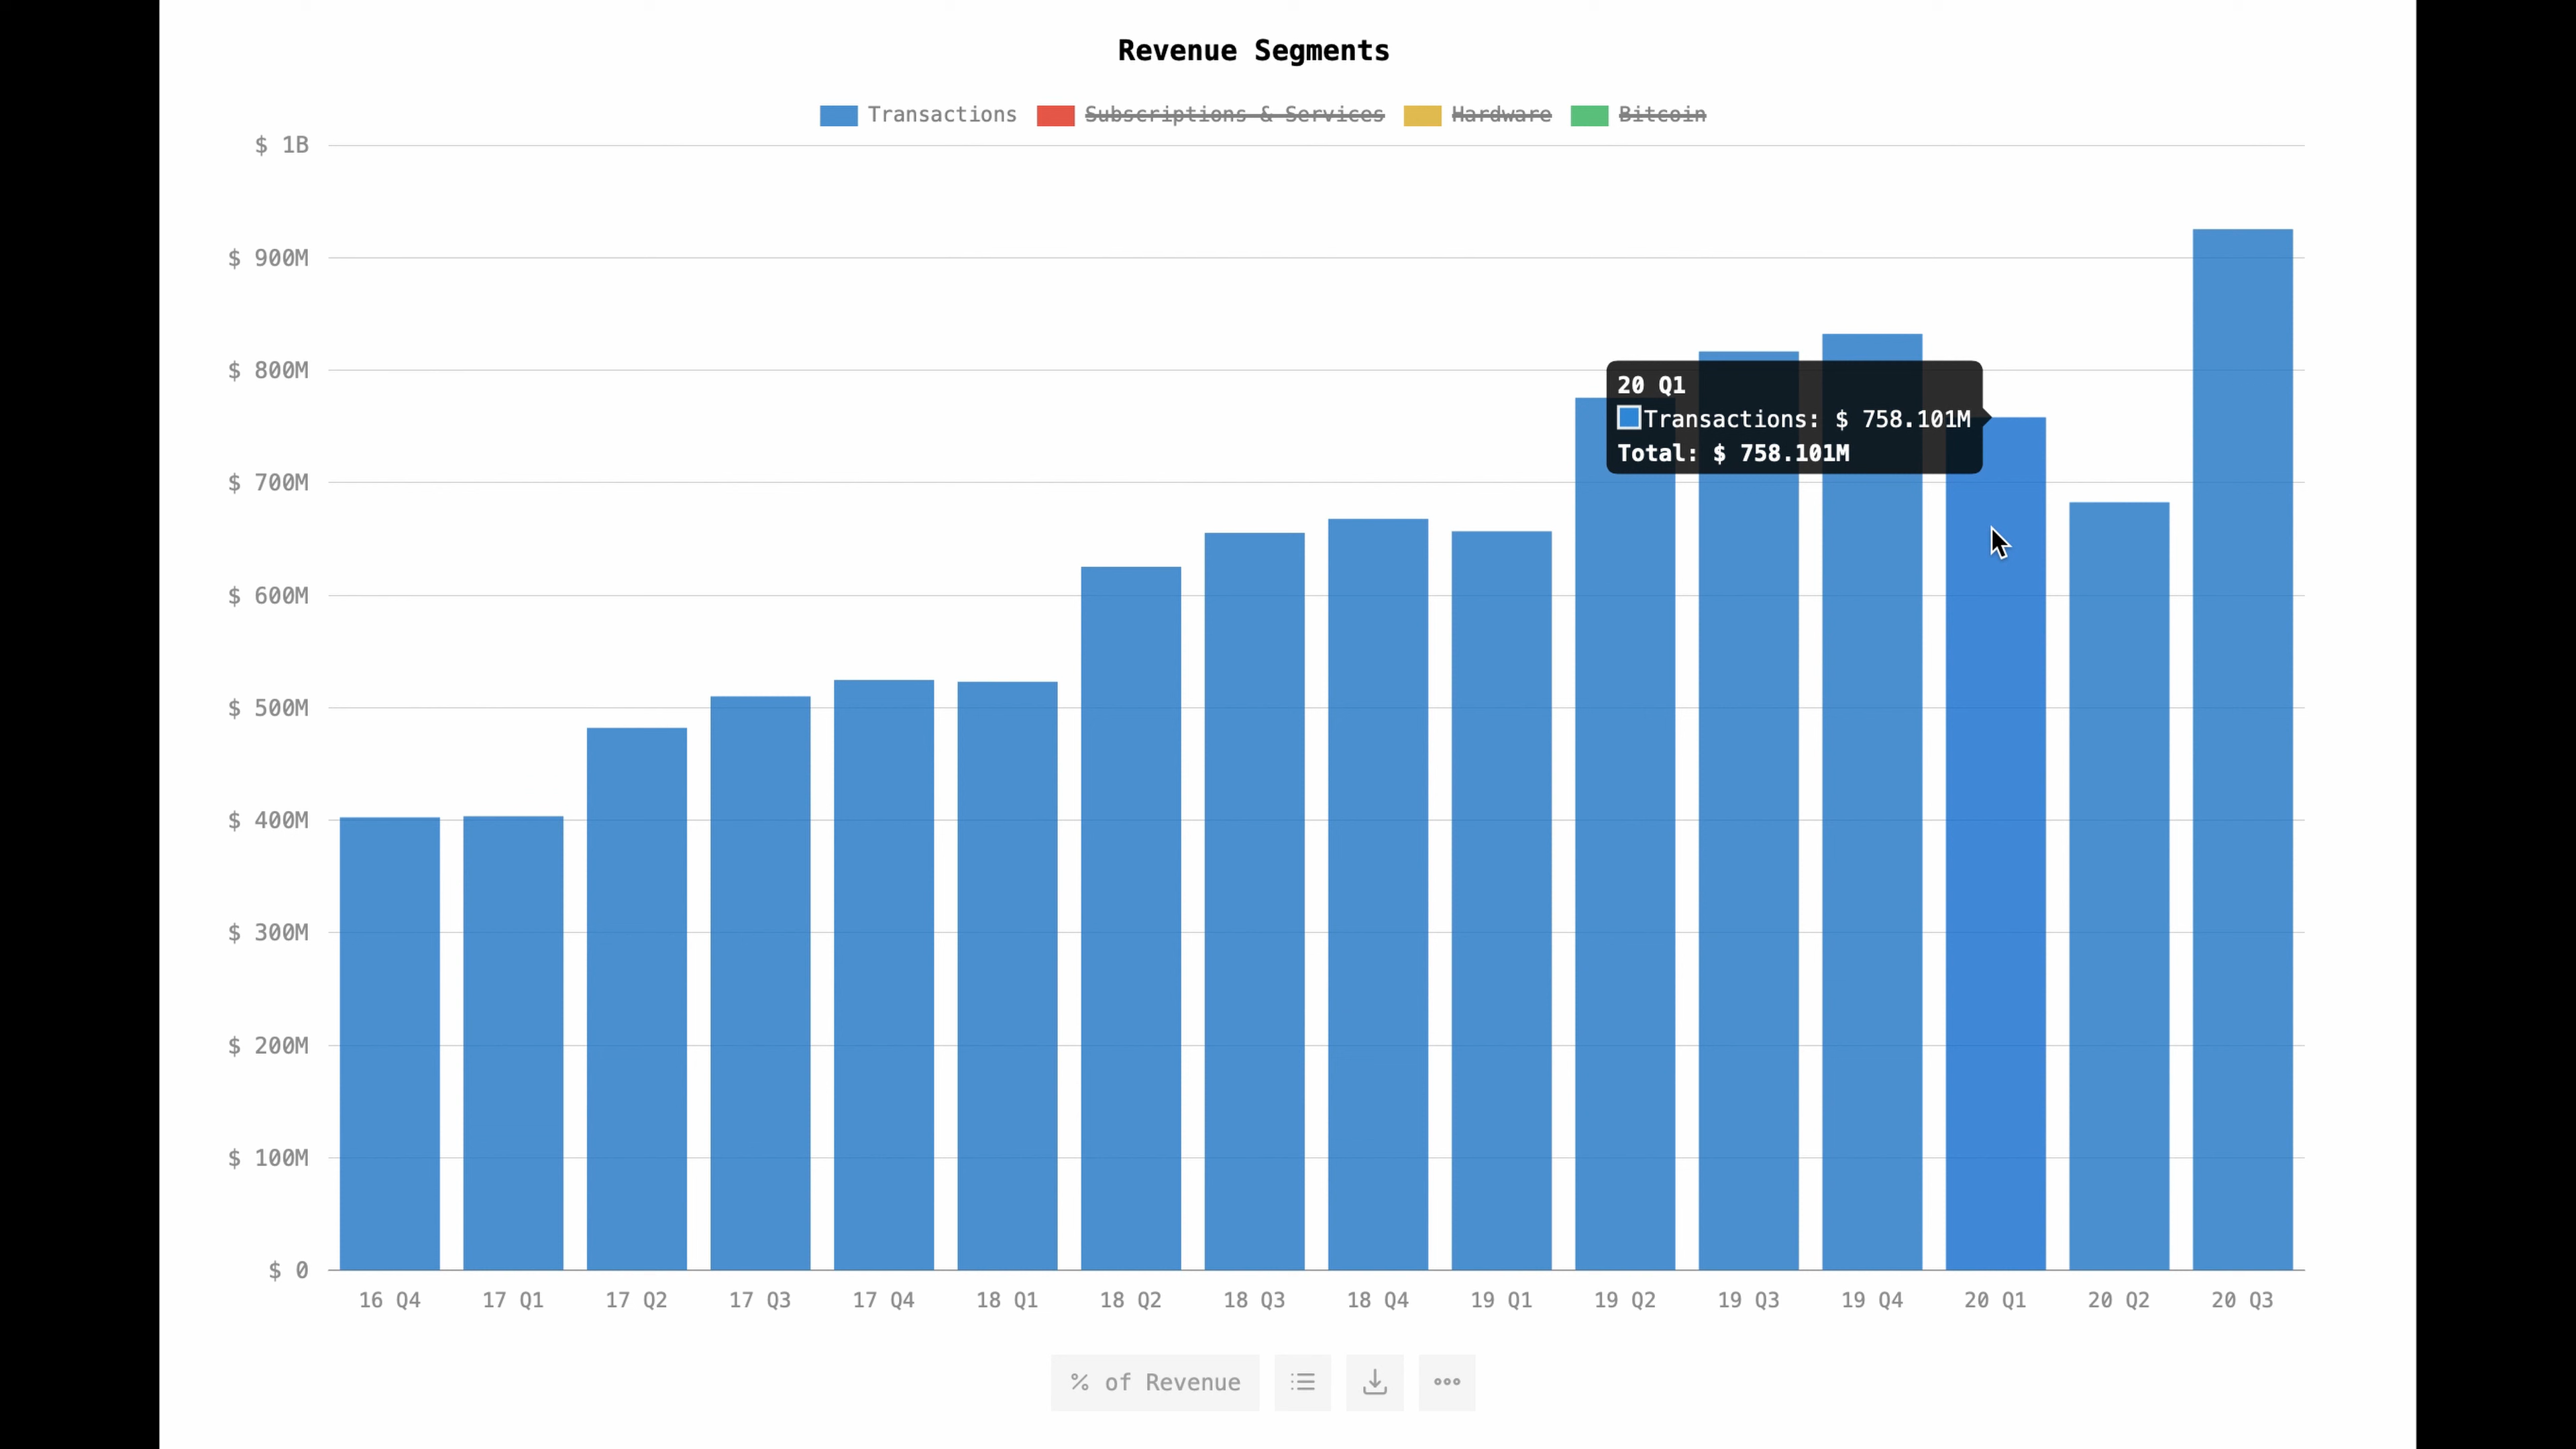 Revenue Segments
Transactions Subscriptions & Services Hardware Bitcoin
$ 1B
$ 900M
$ 800M
$ 700M
$ 600M
$ 500M
$ 400M
$ 300M
$ 200M
$ 100M
$ 0
20 Q1
Transactions: $ 758.101M
Total: $ 758.101M
16 Q4 17 Q1 17 Q2 17 Q3 17 Q4 18 Q1 18 Q2 18 Q3 18 Q4 19 Q1 19 Q2 19 Q3 19 Q4 20 Q1 20 Q2 20 Q3
% of Revenue